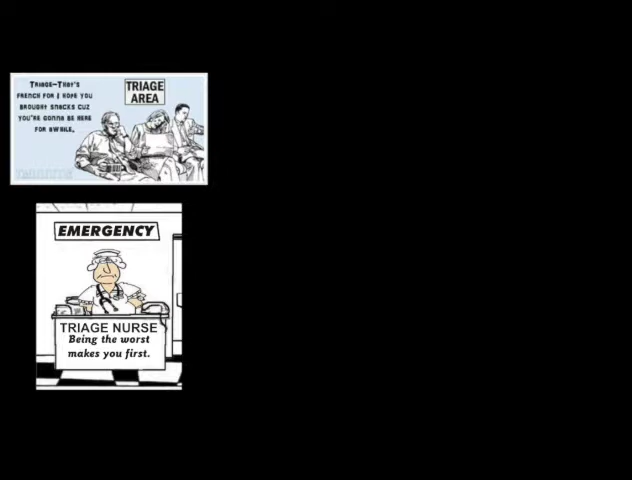 TRIAGE-THAT'S
FRENCH FOR I HOPE YOU
BROUGHT SNACKS CUZ
YOU'RE GONNA BE HERE
FOR AWHILE.
TRIAGE
AREA
EMERGENCY
TRIAGE NURSE
Being the worst
makes you first.